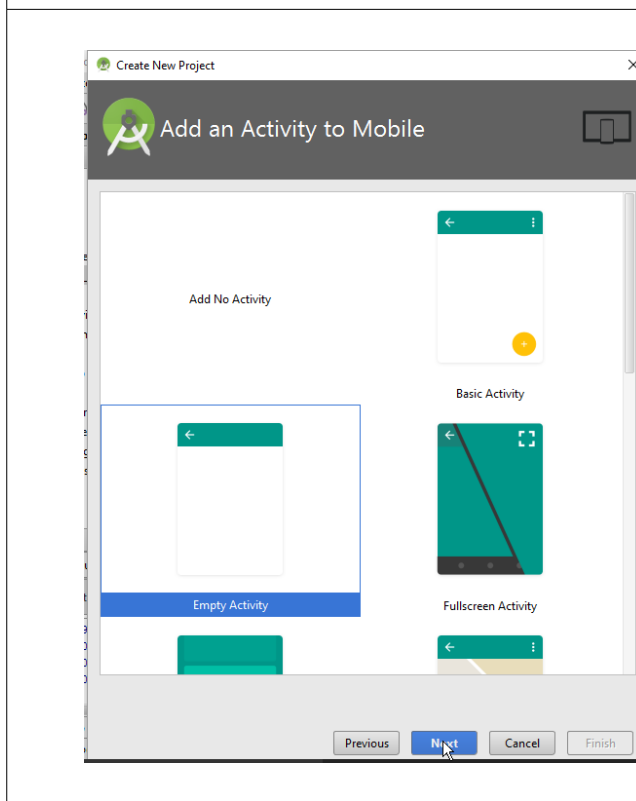 Create New Project
Add an Activity to Mobile
Add No Activity
Basic Activity
Empty Activity
Fullscreen Activity
Previous
Next
Cancel
Finish